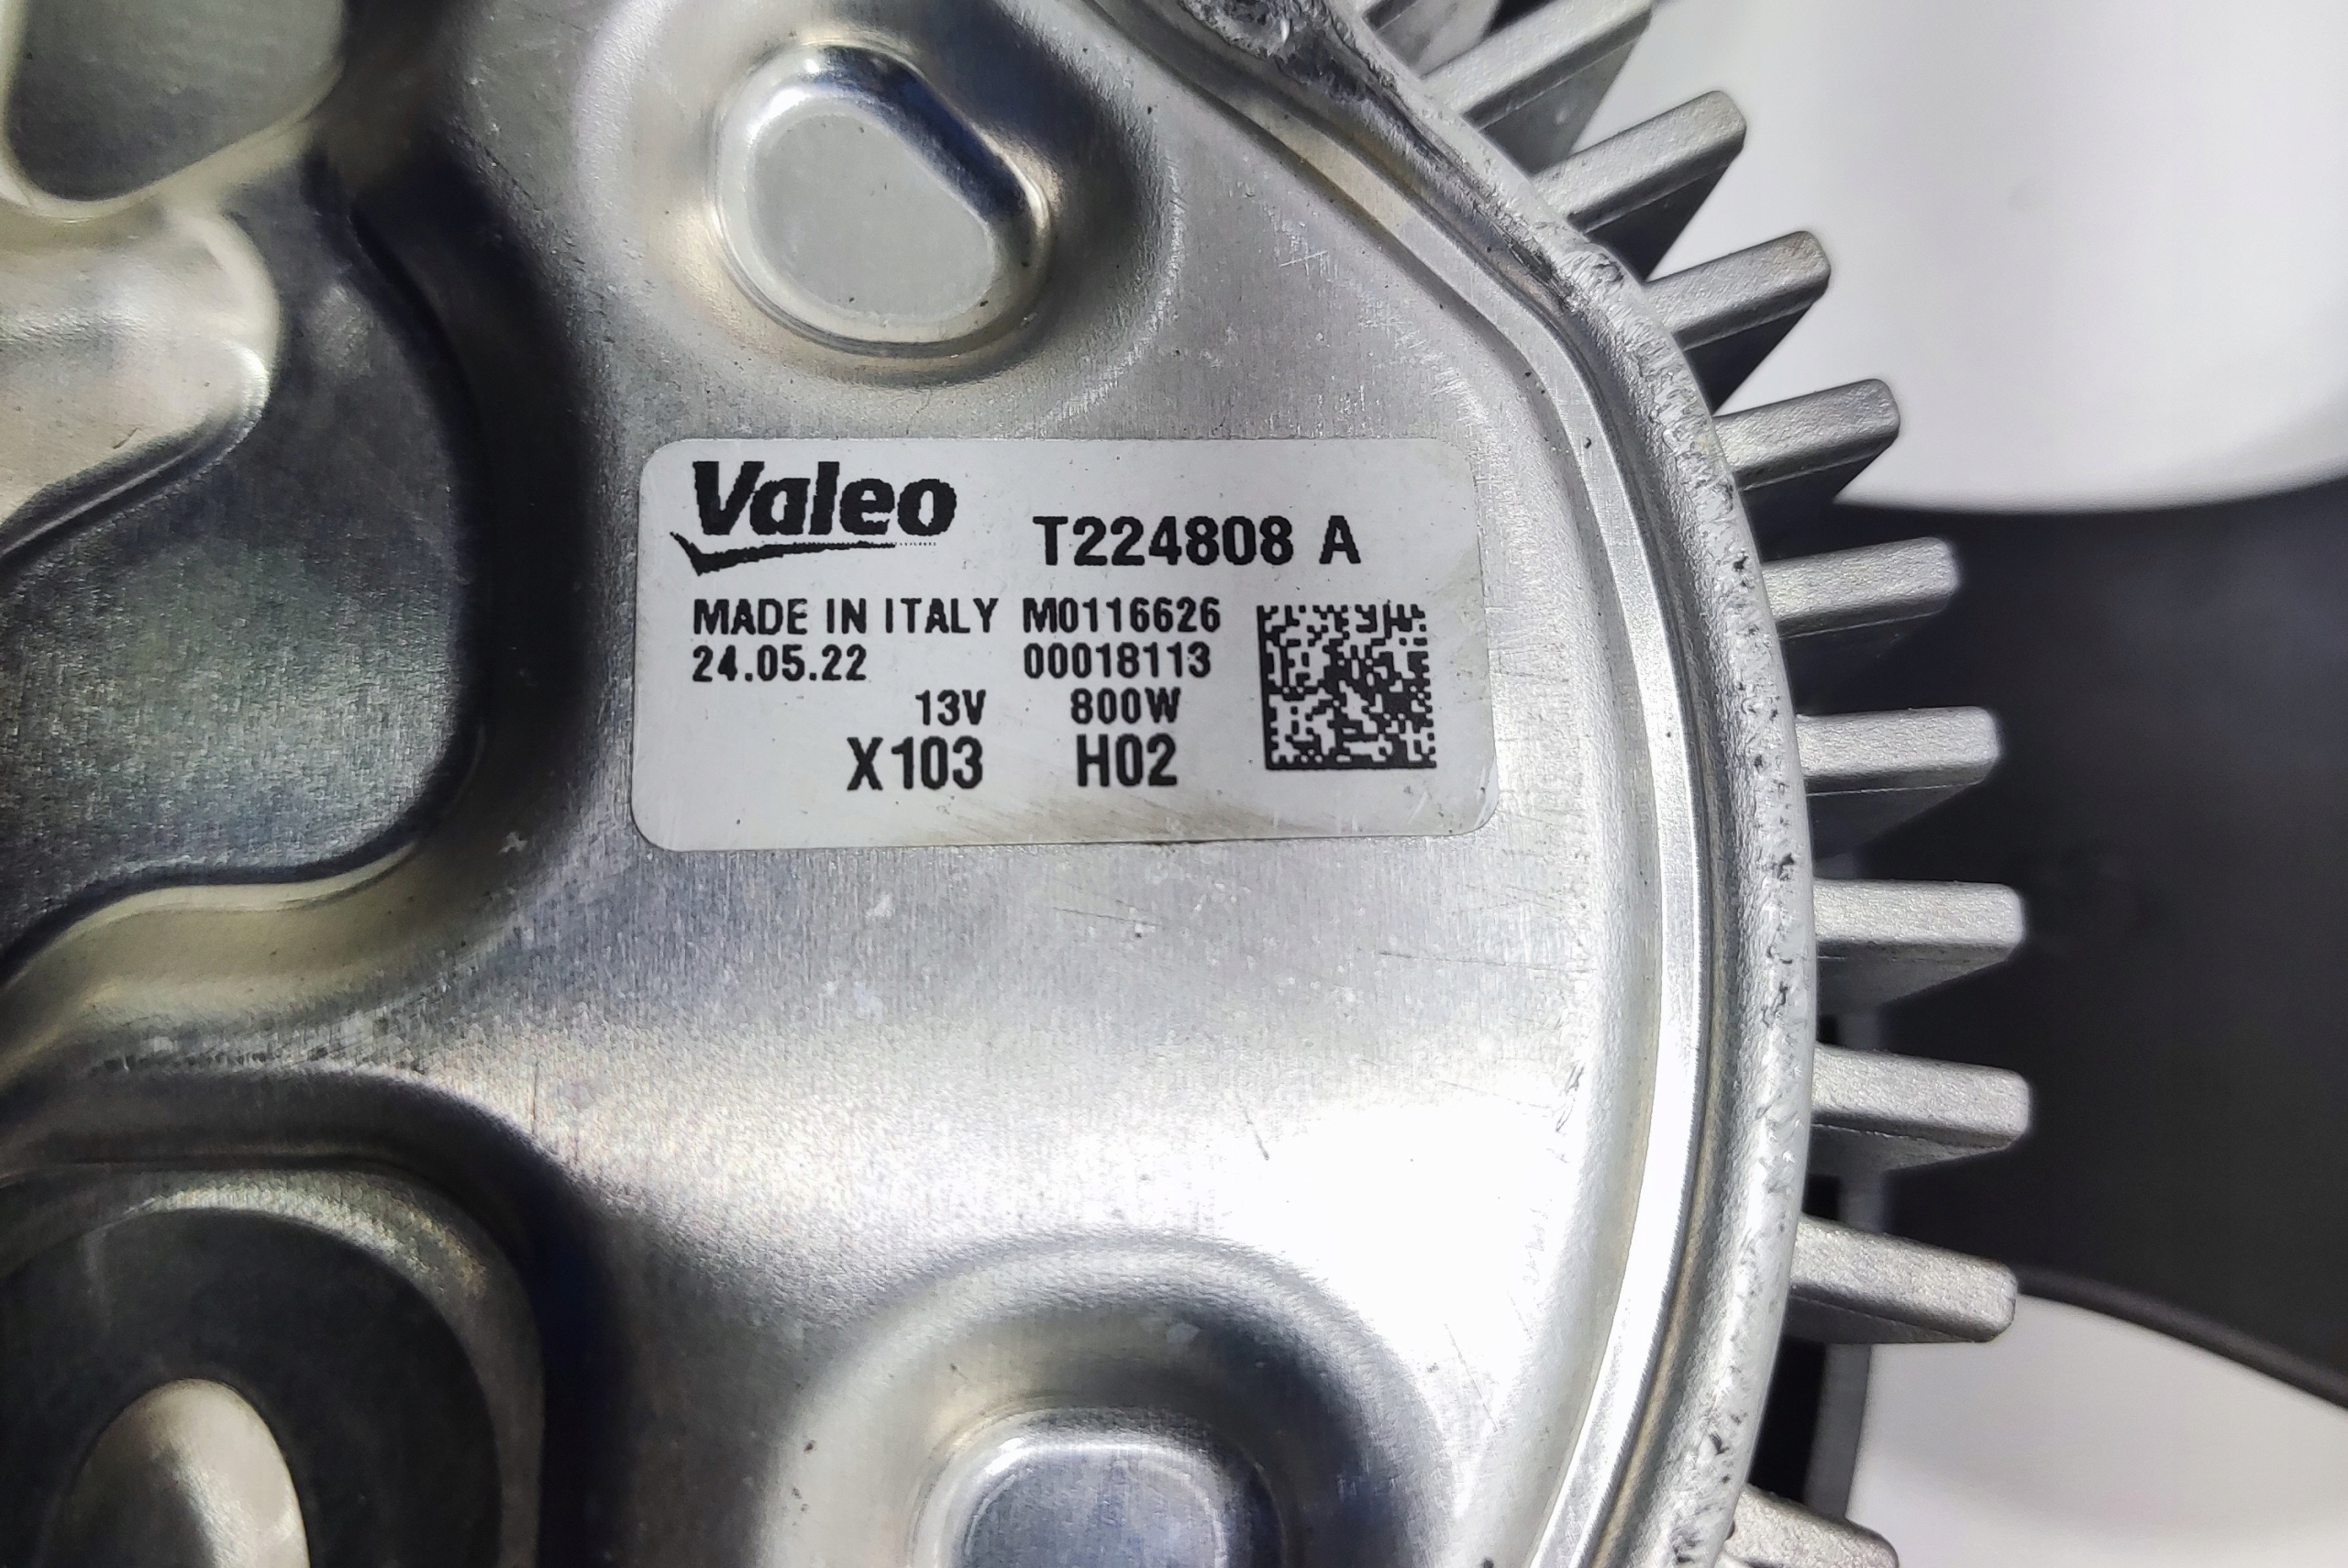 Valeo T224808 A
MADE IN ITALY M0116626
24.05.22 00018113
13V 800W
X103 H02